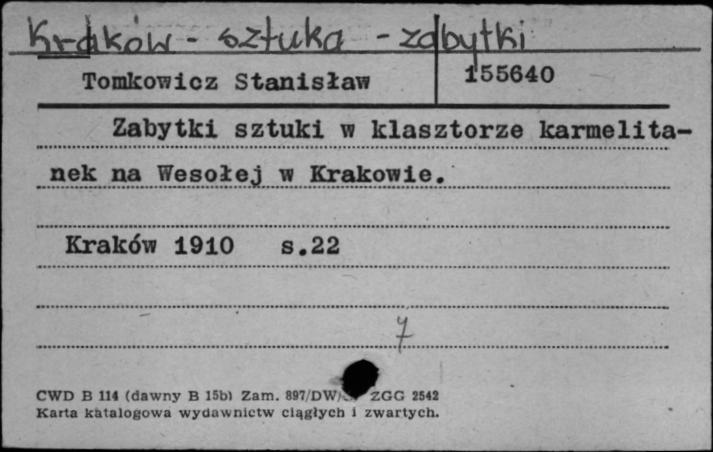 Kraków - sztuka - zabytki
Tomkowicz Stanisław 155640
Zabytki sztuki w klasztorze karmelita-
nek na Wesołej w Krakowie.
Kraków 1910 s.22
7
CWD B 114 (dawny B 15b) Zam. 897/DW/ ZGG 2542
Karta katalogowa wydawnictw ciągłych i zwartych.